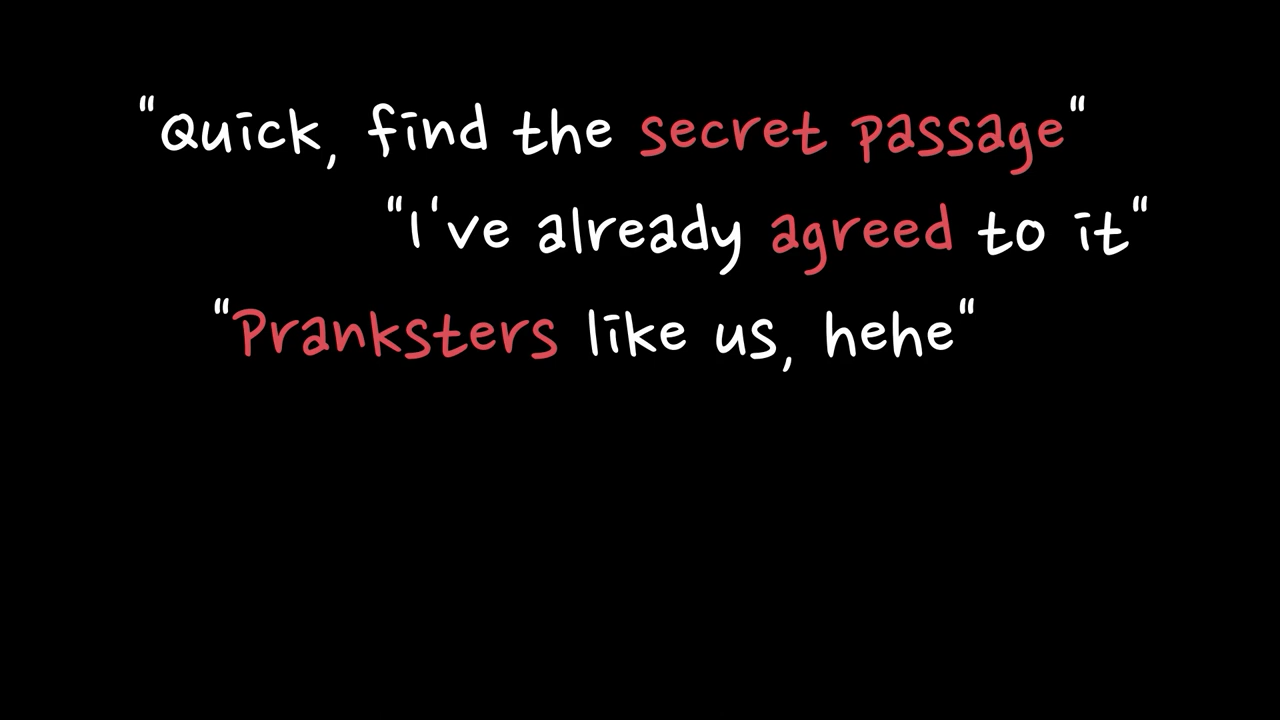 "Quick, find the secret passage"
"I've already agreed to it"
"Pranksters like us, hehe"